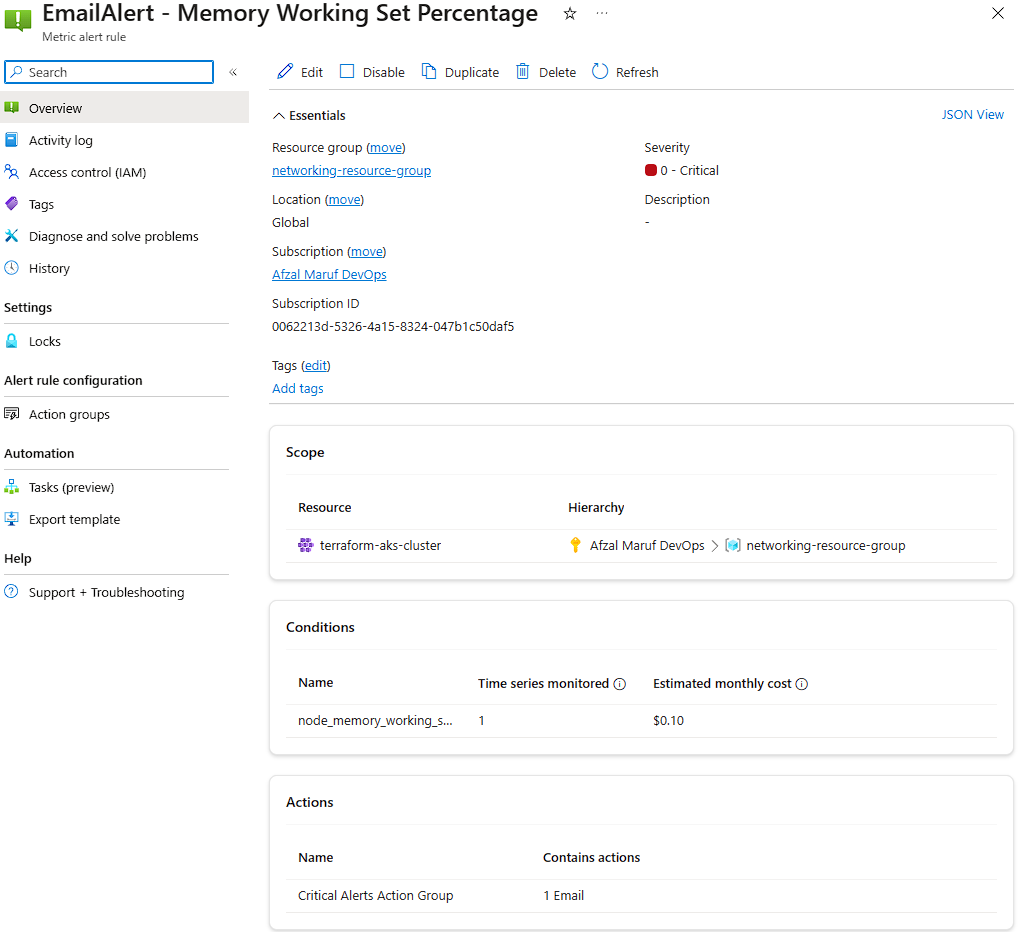 EmailAlert - Memory Working Set Percentage
Metric alert rule
Search
Edit Disable Duplicate Delete Refresh
Overview
Activity log
Access control (IAM)
Tags
Diagnose and solve problems
History
Settings
Locks
Alert rule configuration
Action groups
Automation
Tasks (preview)
Export template
Help
Support + Troubleshooting
Essentials
JSON View
Resource group (move)
networking-resource-group
Location (move)
Global
Subscription (move)
Afzal Maruf DevOps
Subscription ID
0062213d-5326-4a15-8324-047b1c50daf5
Tags (edit)
Add tags
Severity
0 - Critical
Description
-
Scope
Resource Hierarchy
terraform-aks-cluster Afzal Maruf DevOps > networking-resource-group
Conditions
Name Time series monitored Estimated monthly cost
node_memory_working_s... 1 $0.10
Actions
Name Contains actions
Critical Alerts Action Group 1 Email